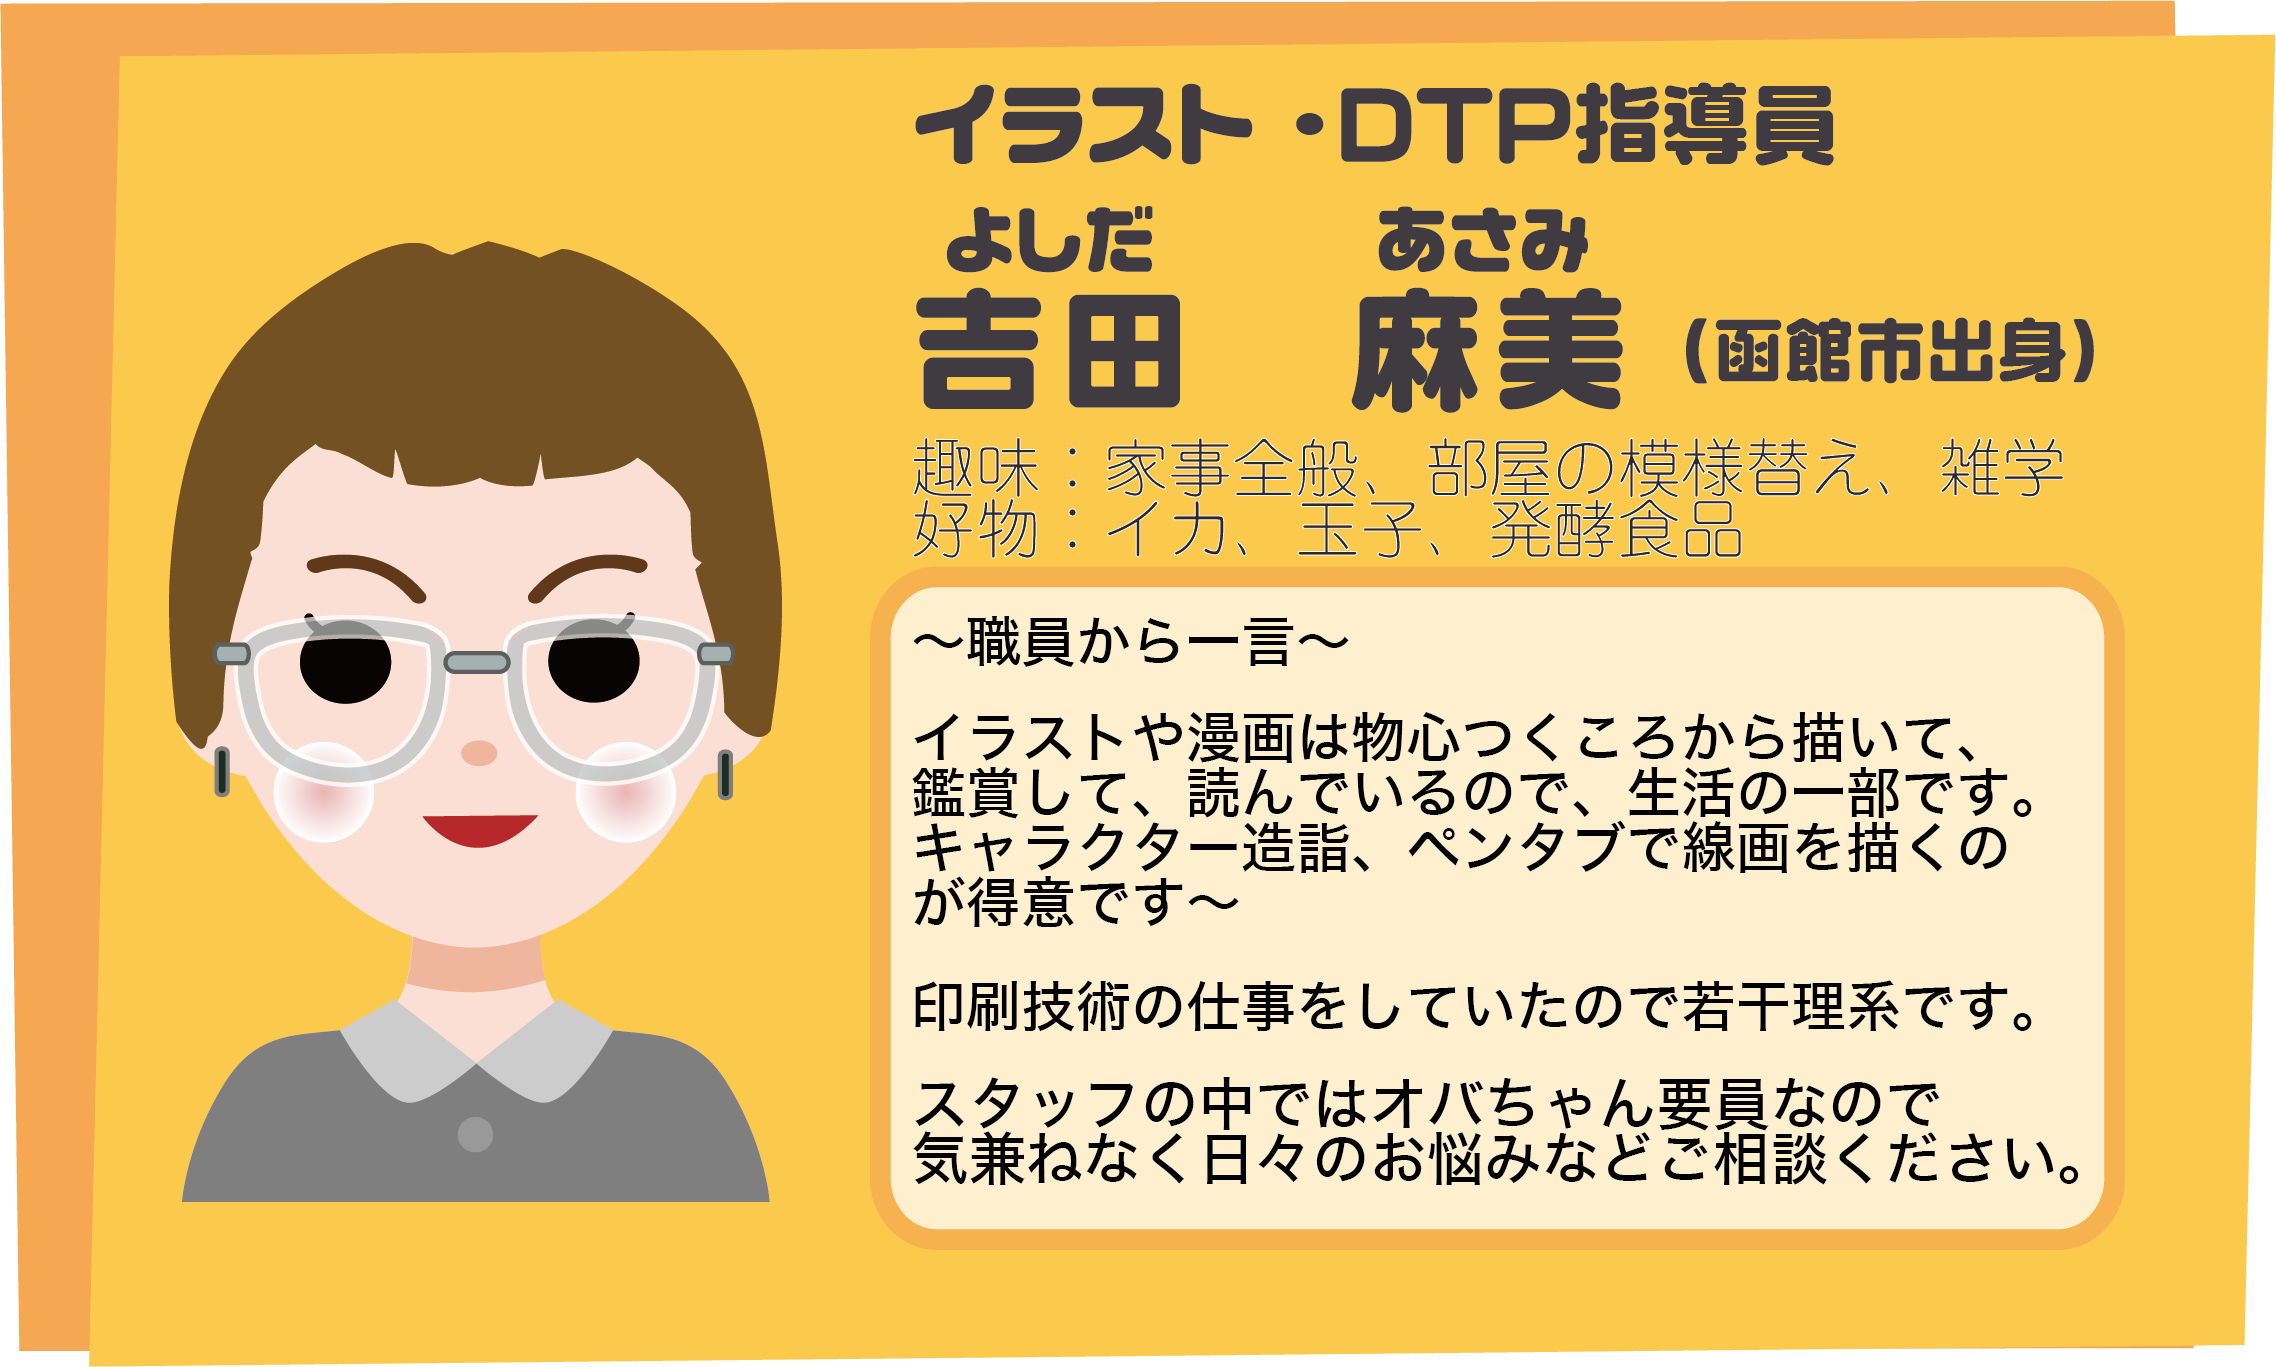 イラスト・DTP指導員
よしだ　あさみ
吉田　麻美（函館市出身）
趣味：家事全般、部屋の模様替え、雑学
好物：イカ、玉子、発酵食品
～職員から一言～
イラストや漫画は物心つくころから描いて、
鑑賞して、読んでいるので、生活の一部です。
キャラクター造詣、ペンタブで線画を描くの
が得意です～
印刷技術の仕事をしていたので若干理系です。
スタッフの中ではオバちゃん要員なので
気兼ねなく日々のお悩みなどご相談ください。